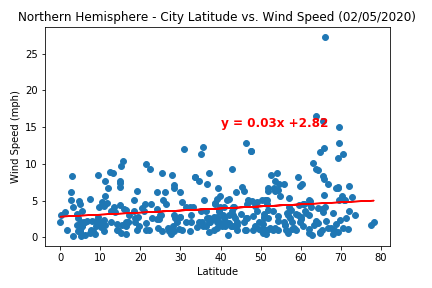 Northern Hemisphere - City Latitude vs. Wind Speed (02/05/2020)
25
20
15
10
5
0
Wind Speed (mph)
y = 0.03x +2.82
0 10 20 30 40 50 60 70 80
Latitude